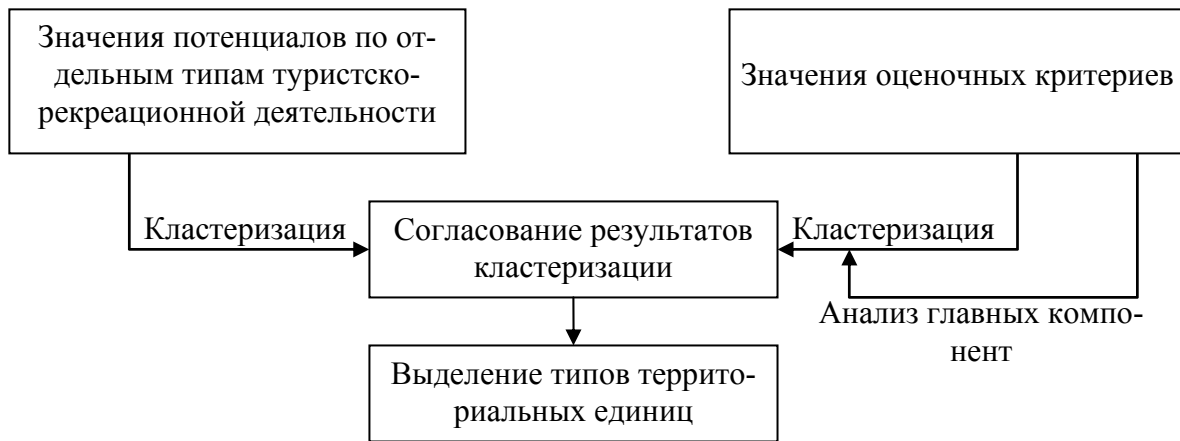 Значения потенциалов по от-
дельным типам туристско-
рекреационной деятельности
Значения оценочных критериев
Кластеризация
Согласование результатов
кластеризации
Кластеризация
Анализ главных компо-
нент
Выделение типов террито-
риальных единиц